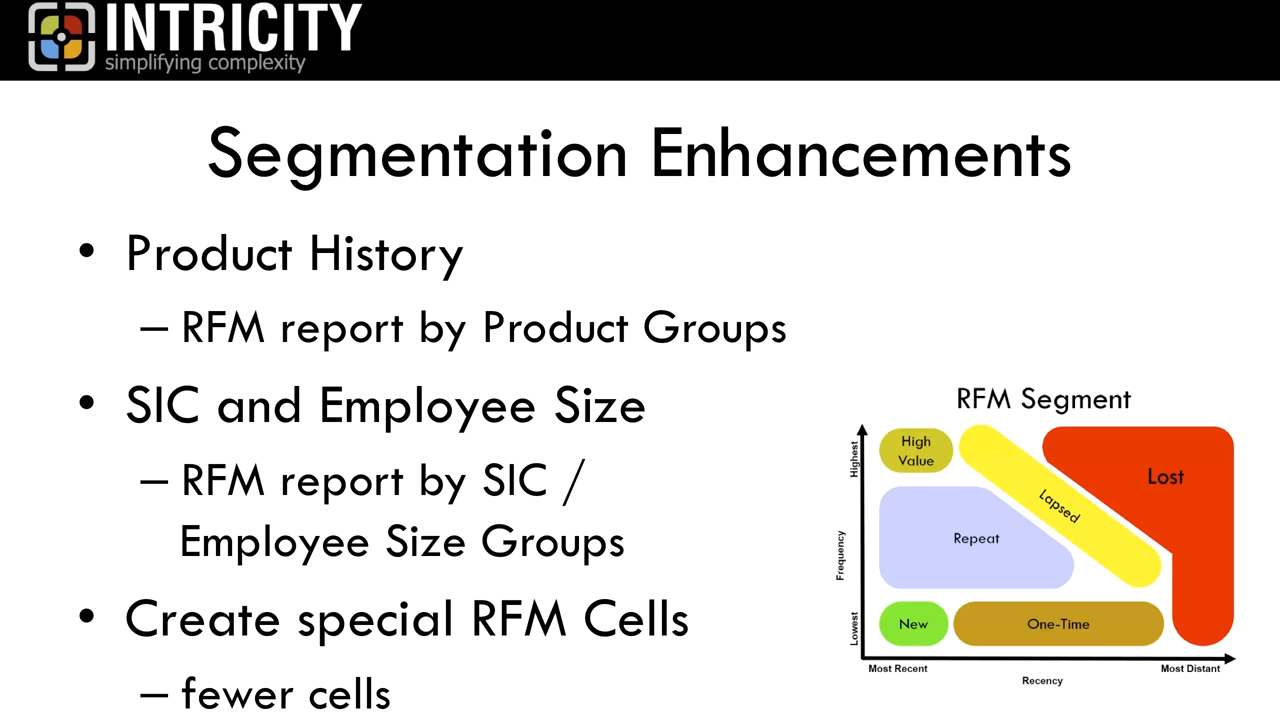 INTRICITY
simplifying complexity
Segmentation Enhancements
• Product History
– RFM report by Product Groups
• SIC and Employee Size
– RFM report by SIC /
Employee Size Groups
• Create special RFM Cells
– fewer cells
RFM Segment
Highest
Frequency
Lowest
High
Value
Lapsed
Lost
Repeat
New
One-Time
Most Recent
Most Distant
Recency